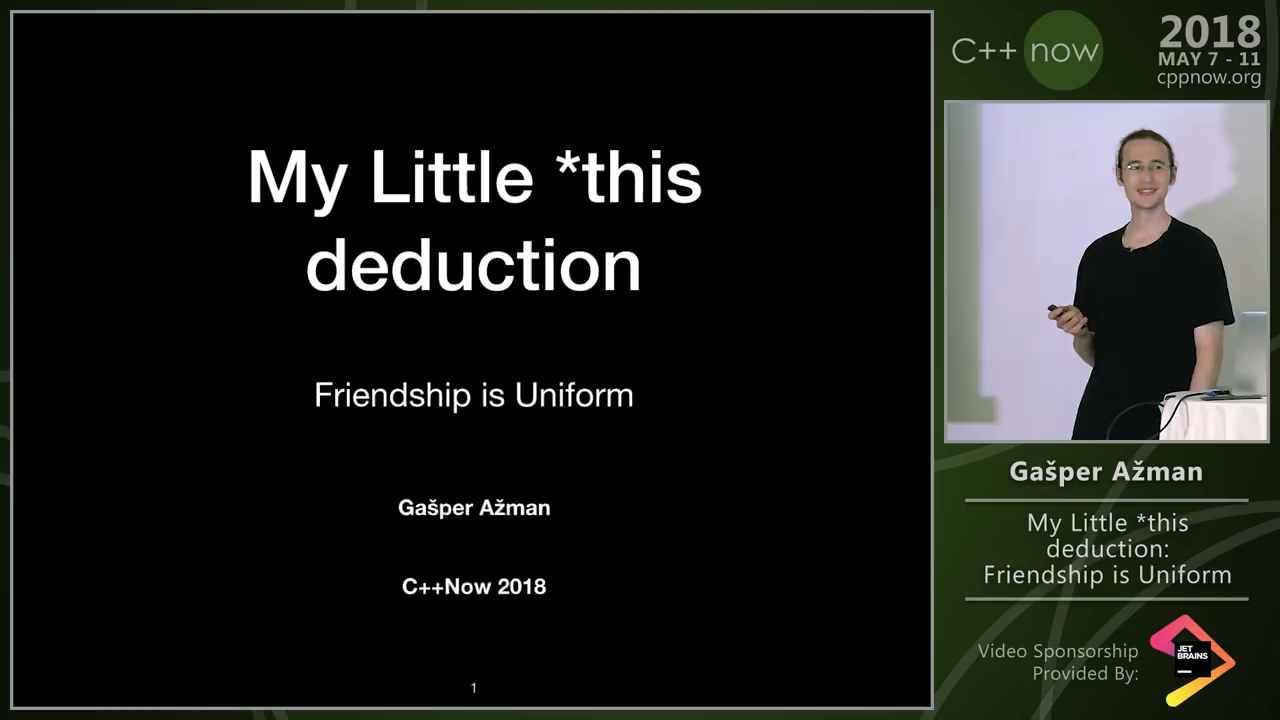 My Little *this
deduction
Friendship is Uniform
Gašper Ažman
C++Now 2018
1
C++ now
2018
MAY 7 - 11
cppnow.org
Gašper Ažman
My Little *this
deduction:
Friendship is Uniform
Video Sponsorship
Provided By:
JET
BRAINS